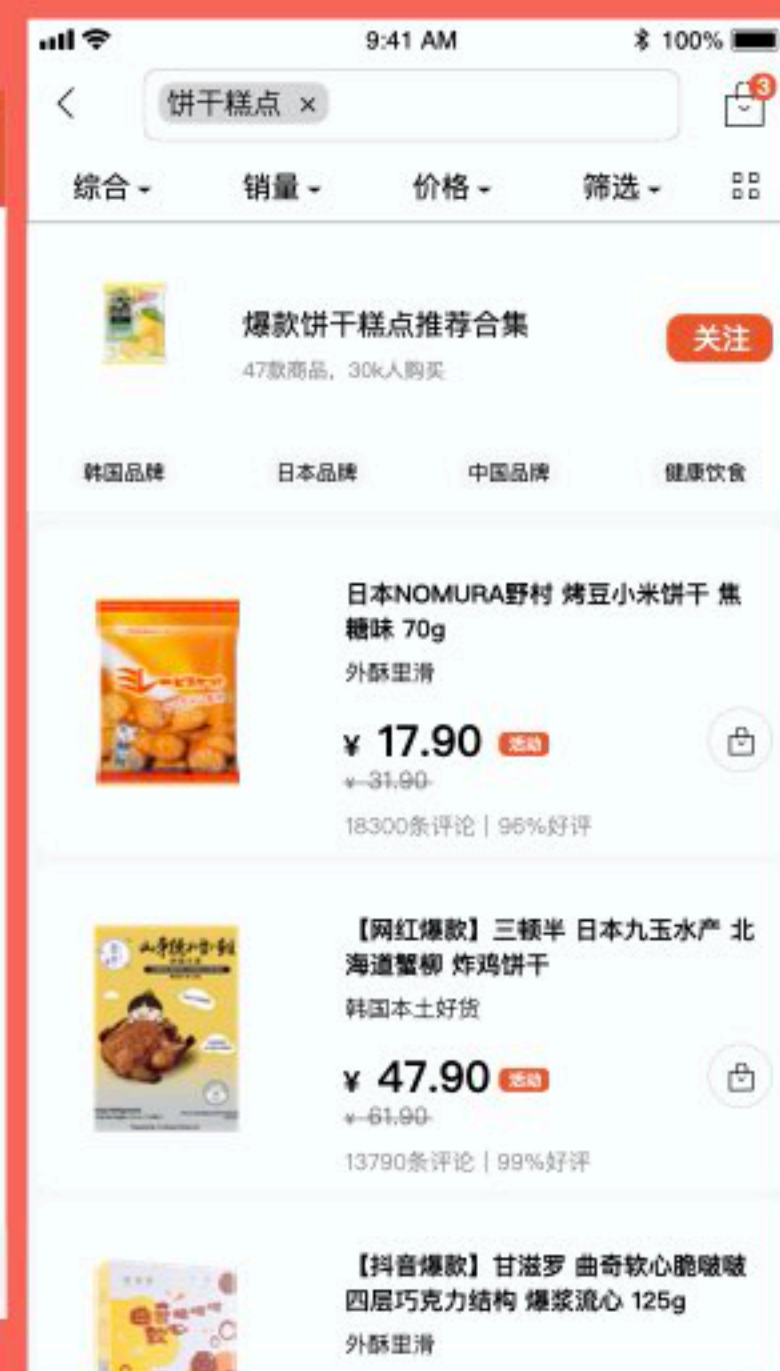 9:41 AM
100%
饼干糕点 ×
3
综合
销量
价格
筛选
爆款饼干糕点推荐合集
47款商品，30k人购买
关注
韩国品牌
日本品牌
中国品牌
健康饮食
日本NOMURA野村 烤豆小米饼干 焦
糖味 70g
外酥里滑
¥ 17.90 活动
¥ 31.90
18300条评论 | 96%好评
【网红爆款】三顿半 日本九玉水产 北
海道蟹柳 炸鸡饼干
韩国本土好货
¥ 47.90 活动
¥ 61.90
13790条评论 | 99%好评
【抖音爆款】甘滋罗 曲奇软心脆啵啵
四层巧克力结构 爆浆流心 125g
外酥里滑